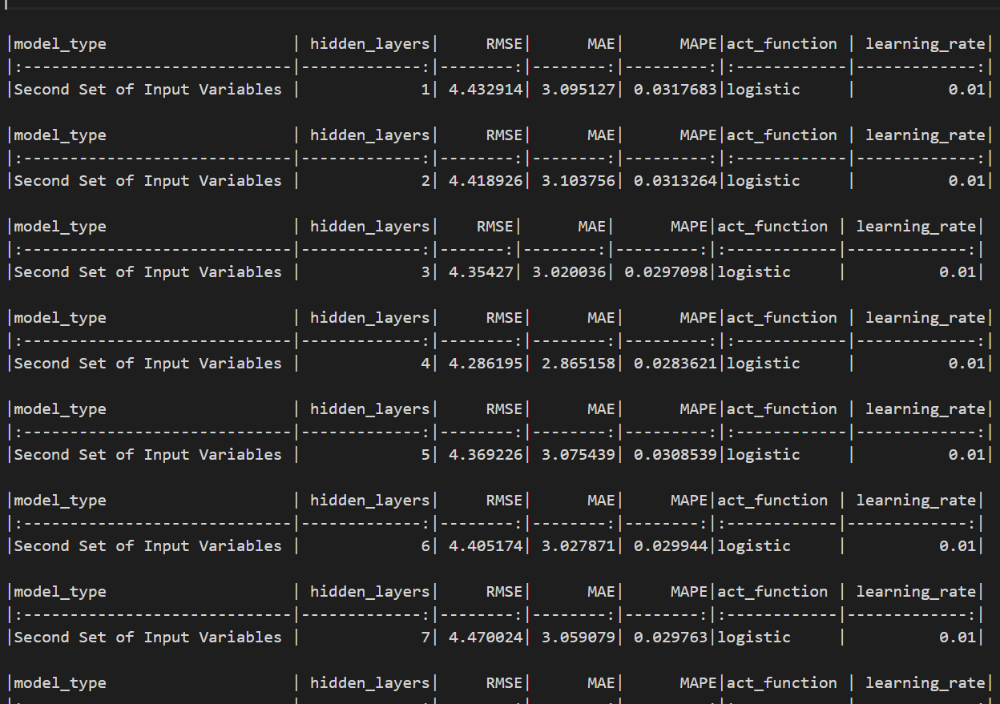 |model_type                    | hidden_layers|     RMSE|      MAE|      MAPE|act_function | learning_rate|
|:-----------------------------|-------------:|--------:|--------:|---------:|:------------|-------------:|
|Second Set of Input Variables |             1| 4.432914| 3.095127| 0.0317683|logistic     |          0.01|
|model_type                    | hidden_layers|     RMSE|      MAE|      MAPE|act_function | learning_rate|
|:-----------------------------|-------------:|--------:|--------:|---------:|:------------|-------------:|
|Second Set of Input Variables |             2| 4.418926| 3.103756| 0.0313264|logistic     |          0.01|
|model_type                    | hidden_layers|    RMSE|      MAE|      MAPE|act_function | learning_rate|
|:-----------------------------|-------------:|-------:|--------:|---------:|:------------|-------------:|
|Second Set of Input Variables |             3| 4.35427| 3.020036| 0.0297098|logistic     |          0.01|
|model_type                    | hidden_layers|     RMSE|      MAE|      MAPE|act_function | learning_rate|
|:-----------------------------|-------------:|--------:|--------:|---------:|:------------|-------------:|
|Second Set of Input Variables |             4| 4.286195| 2.865158| 0.0283621|logistic     |          0.01|
|model_type                    | hidden_layers|     RMSE|      MAE|      MAPE|act_function | learning_rate|
|:-----------------------------|-------------:|--------:|--------:|---------:|:------------|-------------:|
|Second Set of Input Variables |             5| 4.369226| 3.075439| 0.0308539|logistic     |          0.01|
|model_type                    | hidden_layers|     RMSE|      MAE|     MAPE|act_function | learning_rate|
|:-----------------------------|-------------:|--------:|--------:|--------:|:------------|-------------:|
|Second Set of Input Variables |             6| 4.405174| 3.027871| 0.029944|logistic     |          0.01|
|model_type                    | hidden_layers|     RMSE|      MAE|     MAPE|act_function | learning_rate|
|:-----------------------------|-------------:|--------:|--------:|--------:|:------------|-------------:|
|Second Set of Input Variables |             7| 4.470024| 3.059079| 0.029763|logistic     |          0.01|
|model_type                    | hidden_layers|     RMSE|      MAE|      MAPE|act_function | learning_rate|